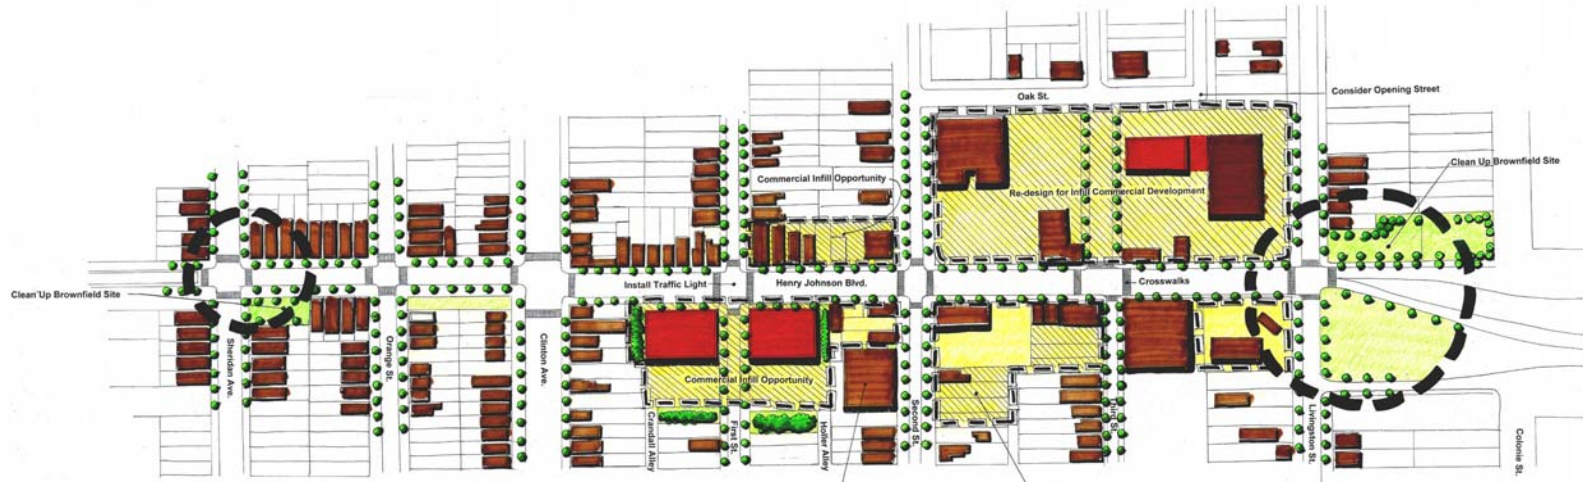 Oak St.
Consider Opening Street
Clean Up Brownfield Site
Commercial Infill Opportunity
Re-design for Infill Commercial Development
Install Traffic Light
Henry Johnson Blvd.
Crosswalks
Clean Up Brownfield Site
Sheridan Ave.
Orange St.
Clinton Ave.
Commercial Infill Opportunity
Crandall Alley
First St.
Holler Alley
Second St.
Third St.
Livingston St.
Colonie St.